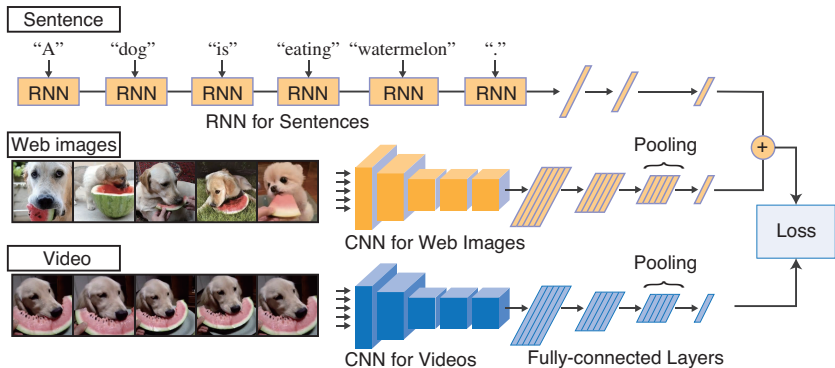 Sentence
“A” “dog” “is” “eating” “watermelon” “.”
RNN RNN RNN RNN RNN RNN
RNN for Sentences
Web images
Pooling
+
CNN for Web Images
Loss
Video
Pooling
CNN for Videos
Fully-connected Layers